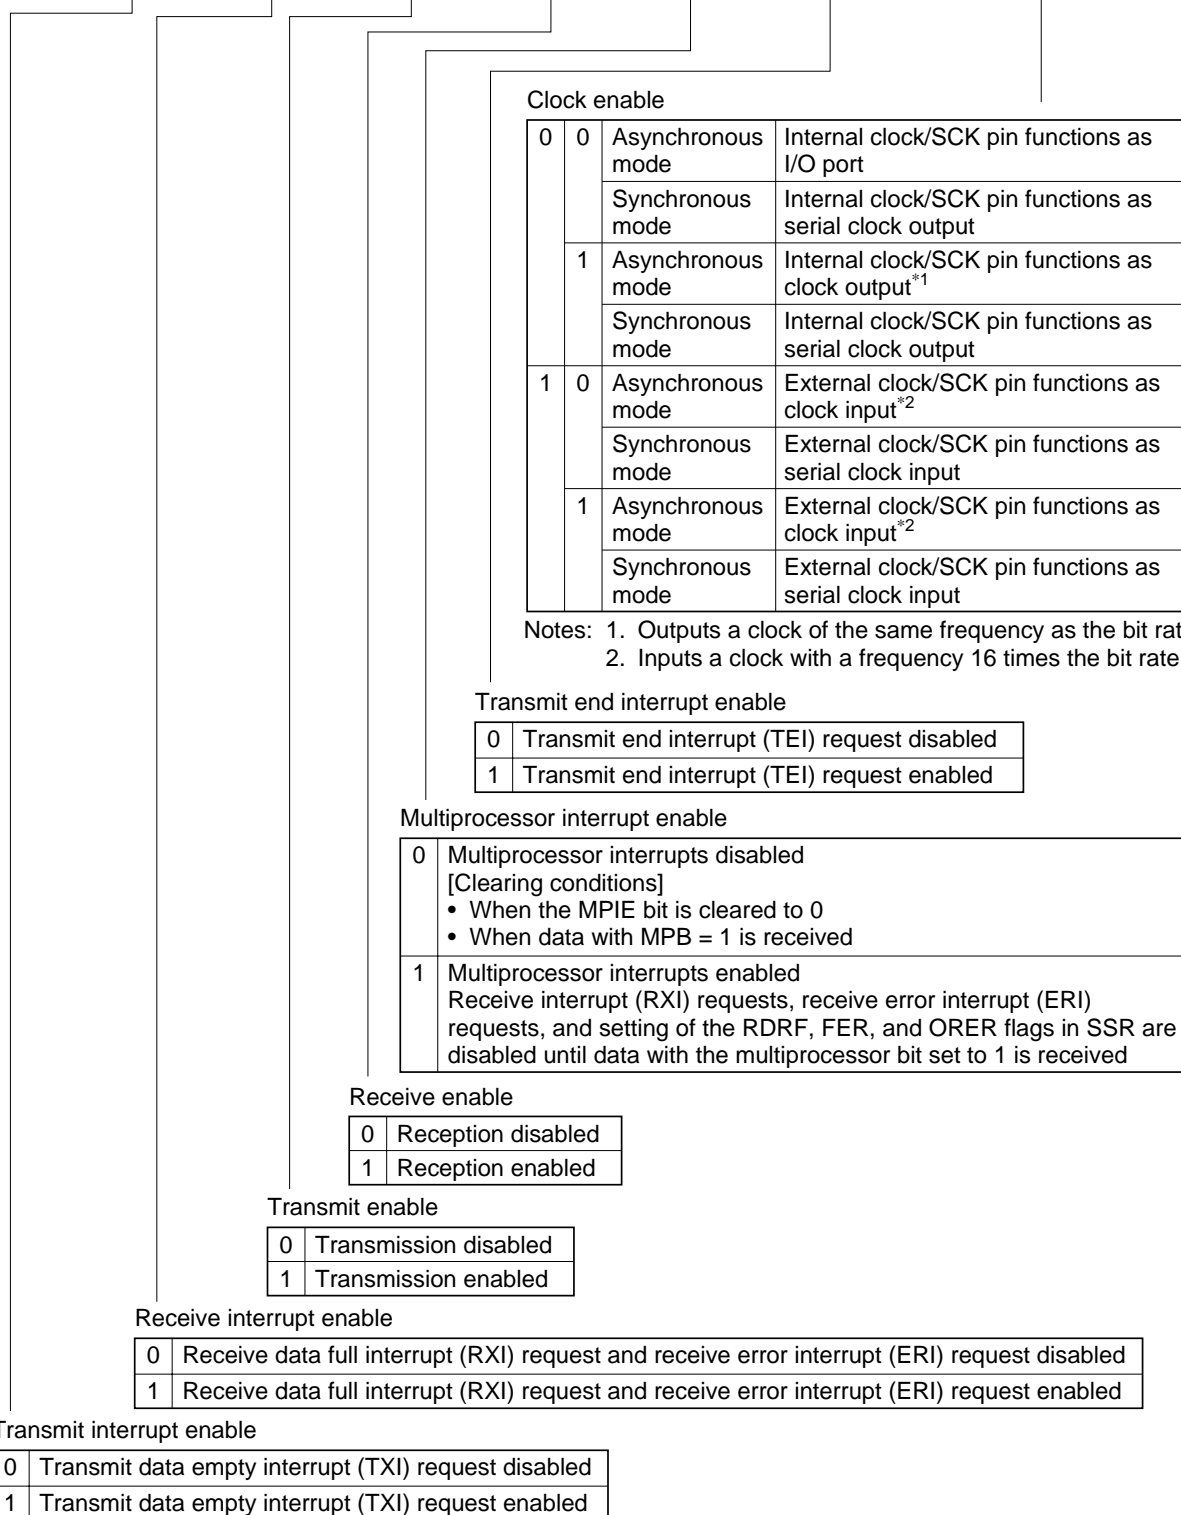 Clock enable
0 0 Asynchronous mode Internal clock/SCK pin functions as I/O port
Synchronous mode Internal clock/SCK pin functions as serial clock output
1 Asynchronous mode Internal clock/SCK pin functions as clock output*1
Synchronous mode Internal clock/SCK pin functions as serial clock output
1 0 Asynchronous mode External clock/SCK pin functions as clock input*2
Synchronous mode External clock/SCK pin functions as serial clock input
1 Asynchronous mode External clock/SCK pin functions as clock input*2
Synchronous mode External clock/SCK pin functions as serial clock input
Notes: 1. Outputs a clock of the same frequency as the bit rat
2. Inputs a clock with a frequency 16 times the bit rate
Transmit end interrupt enable
0 Transmit end interrupt (TEI) request disabled
1 Transmit end interrupt (TEI) request enabled
Multiprocessor interrupt enable
0 Multiprocessor interrupts disabled
[Clearing conditions]
• When the MPIE bit is cleared to 0
• When data with MPB = 1 is received
1 Multiprocessor interrupts enabled
Receive interrupt (RXI) requests, receive error interrupt (ERI)
requests, and setting of the RDRF, FER, and ORER flags in SSR are
disabled until data with the multiprocessor bit set to 1 is received
Receive enable
0 Reception disabled
1 Reception enabled
Transmit enable
0 Transmission disabled
1 Transmission enabled
Receive interrupt enable
0 Receive data full interrupt (RXI) request and receive error interrupt (ERI) request disabled
1 Receive data full interrupt (RXI) request and receive error interrupt (ERI) request enabled
Transmit interrupt enable
0 Transmit data empty interrupt (TXI) request disabled
1 Transmit data empty interrupt (TXI) request enabled